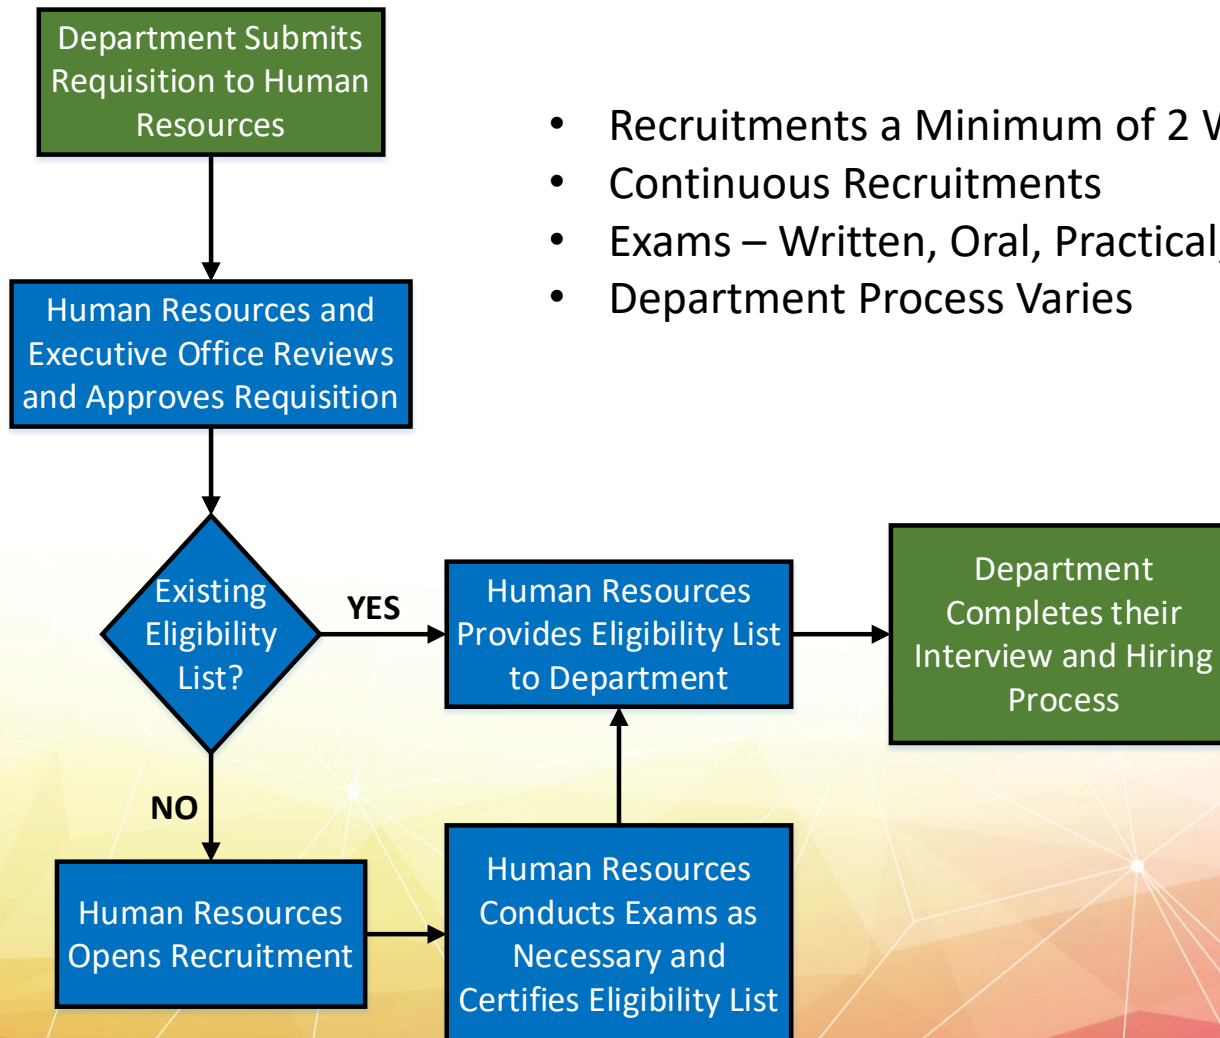 Department Submits
Requisition to Human
Resources
• Recruitments a Minimum of 2
• Continuous Recruitments
• Exams – Written, Oral, Practical,
• Department Process Varies
Human Resources and
Executive Office Reviews
and Approves Requisition
Existing
Eligibility
List?
YES
Human Resources
Provides Eligibility List
to Department
Department
Completes their
Interview and Hiring
Process
NO
Human Resources
Opens Recruitment
Human Resources
Conducts Exams as
Necessary and
Certifies Eligibility List